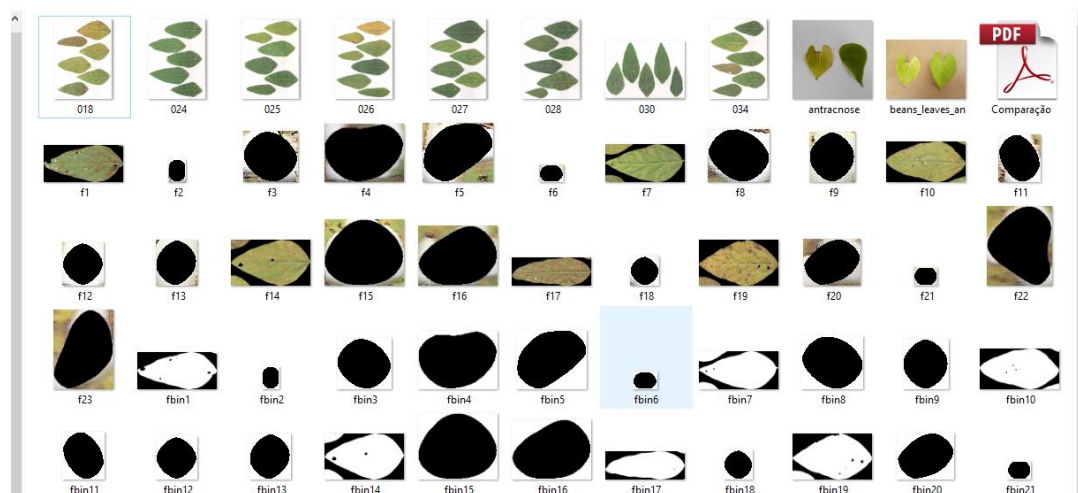 018 024 025 026 027 028 030 034 antracnose beans_leaves_an Comparação
PDF
f1 f2 f3 f4 f5 f6 f7 f8 f9 f10 f11
f12 f13 f14 f15 f16 f17 f18 f19 f20 f21 f22
f23 fbin1 fbin2 fbin3 fbin4 fbin5 fbin6 fbin7 fbin8 fbin9 fbin10
fbin11 fbin12 fbin13 fbin14 fbin15 fbin16 fbin17 fbin18 fbin19 fbin20 fbin21